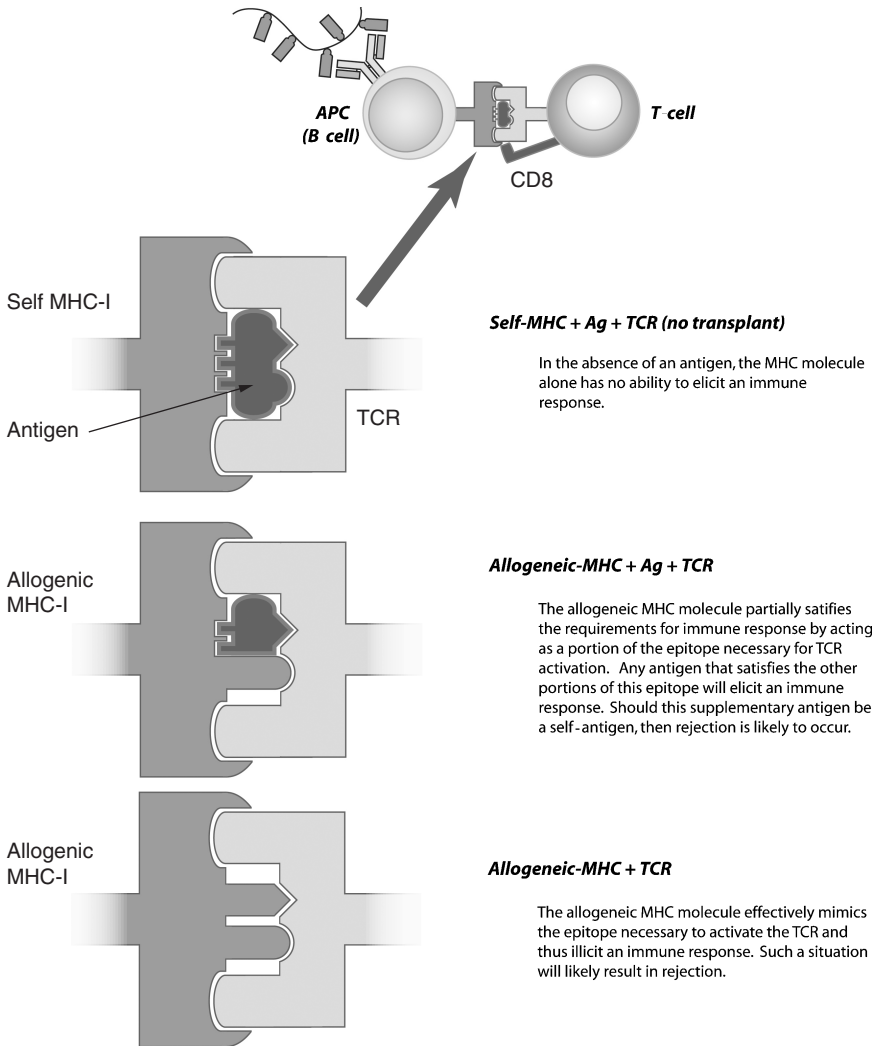 APC
(B cell)
T-cell
CD8
Self MHC-I
Antigen
TCR
Self-MHC + Ag + TCR (no transplant)
In the absence of an antigen, the MHC molecule
alone has no ability to elicit an immune
response.
Allogenic
MHC-I
Allogeneic-MHC + Ag + TCR
The allogeneic MHC molecule partially satifies
the requirements for immune response by acting
as a portion of the epitope necessary for TCR
activation. Any antigen that satisfies the other
portions of this epitope will elicit an immune
response. Should this supplementary antigen be
a self-antigen, then rejection is likely to occur.
Allogenic
MHC-I
Allogeneic-MHC + TCR
The allogeneic MHC molecule effectively mimics
the epitope necessary to activate the TCR and
thus illicit an immune response. Such a situation
will likely result in rejection.